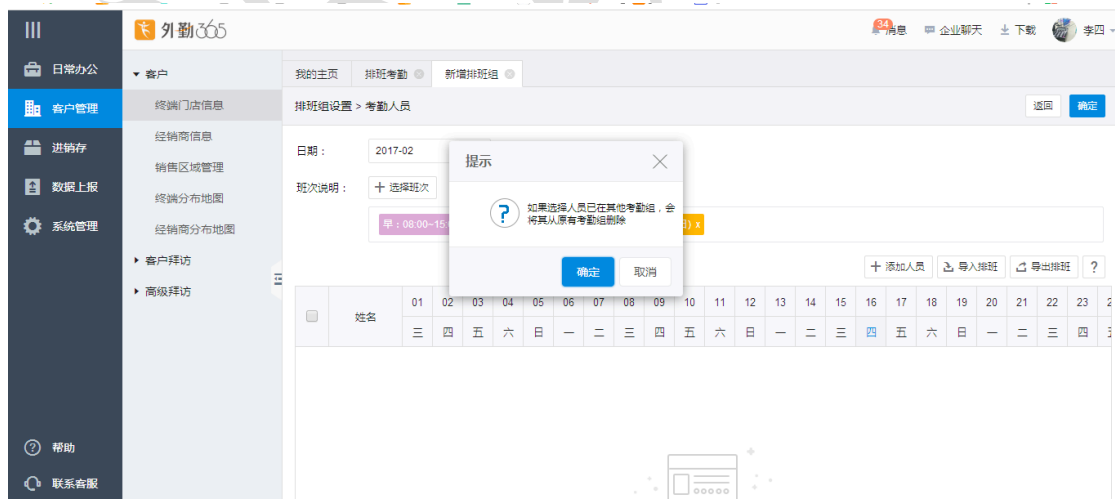 外勤365
34
消息
企业聊天
下载
李四
日常办公
客户管理
进销存
数据上报
系统管理
帮助
联系客服
客户
终端门店信息
经销商信息
销售区域管理
终端分布地图
经销商分布地图
客户拜访
高级拜访
我的主页 排班考勤 新增排班组
排班组设置 > 考勤人员
返回 确定
日期： 2017-02
班次说明： 选择班次
早：08:00~15:
x
提示
如果选择人员已在其他考勤组，会
将其从原有考勤组删除
确定 取消
添加人员 导入排班 导出排班 ?
姓名
01 02 03 04 05 06 07 08 09 10 11 12 13 14 15 16 17 18 19 20 21 22 23
三 四 五 六 日 一 二 三 四 五 六 日 一 二 三 四 五 六 日 一 二 三 四